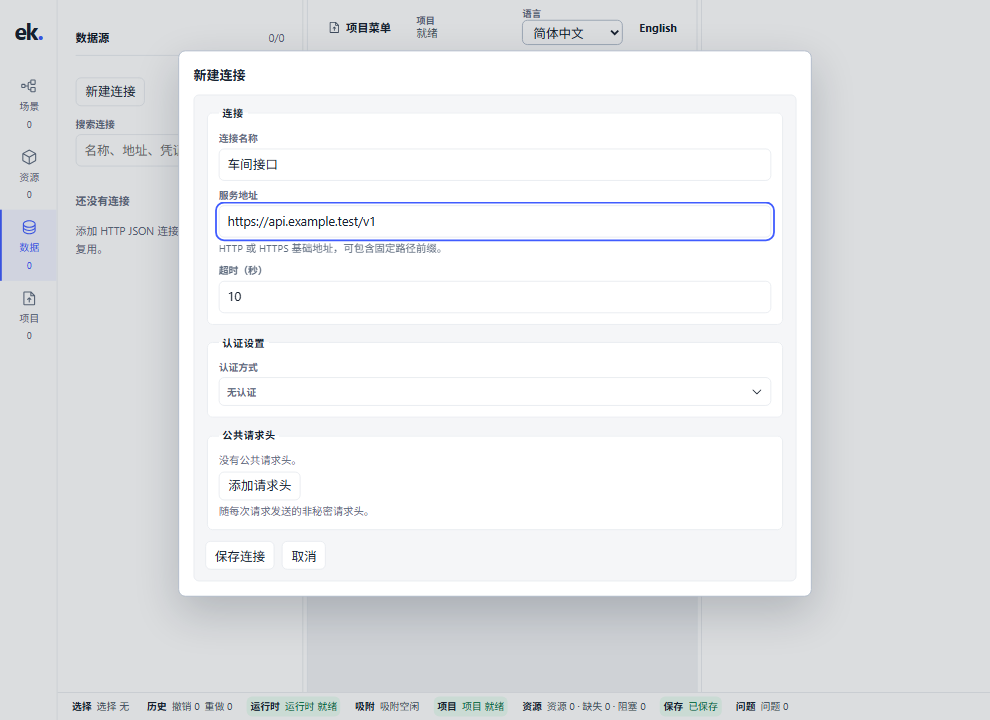 ek.
场景
0
资源
0
数据
0
项目
0
数据源
0/0
新建连接
搜索连接
名称、地址、凭
还没有连接
添加 HTTP JSON 连接
复用。
项目菜单
项目
就绪
语言
简体中文
English
新建连接
连接
连接名称
车间接口
服务地址
https://api.example.test/v1
HTTP 或 HTTPS 基础地址，可包含固定路径前缀。
超时（秒）
10
认证设置
认证方式
无认证
公共请求头
没有公共请求头。
添加请求头
随每次请求发送的非秘密请求头。
保存连接
取消
选择 选择 无 历史 撤销 0 重做 0 运行时 运行时 就绪 吸附 吸附空闲 项目 项目 就绪 资源 资源 0 · 缺失 0 · 阻塞 0 保存 已保存 问题 问题 0